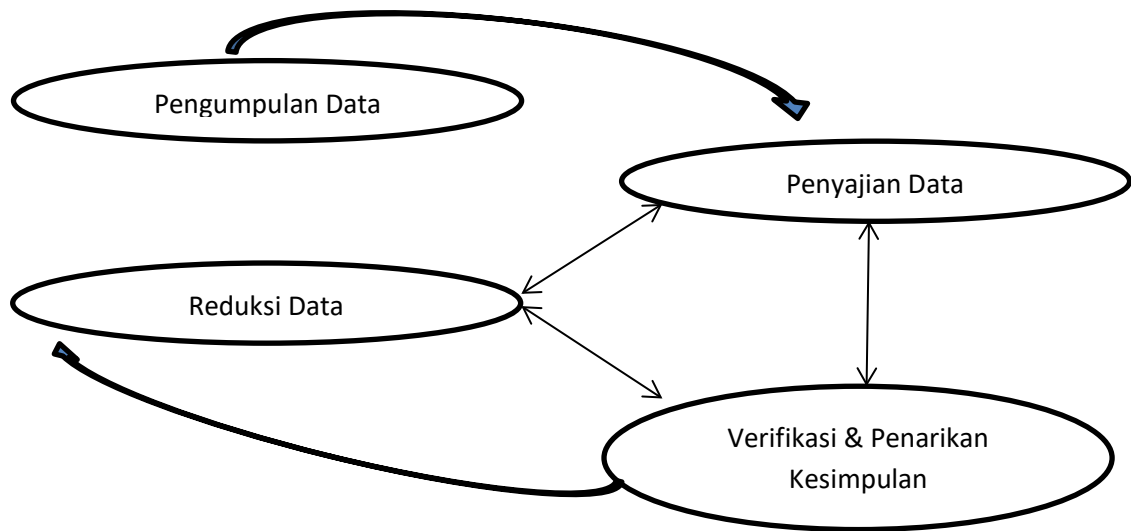 Pengumpulan Data
Penyajian Data
Reduksi Data
Verifikasi & Penarikan
Kesimpulan